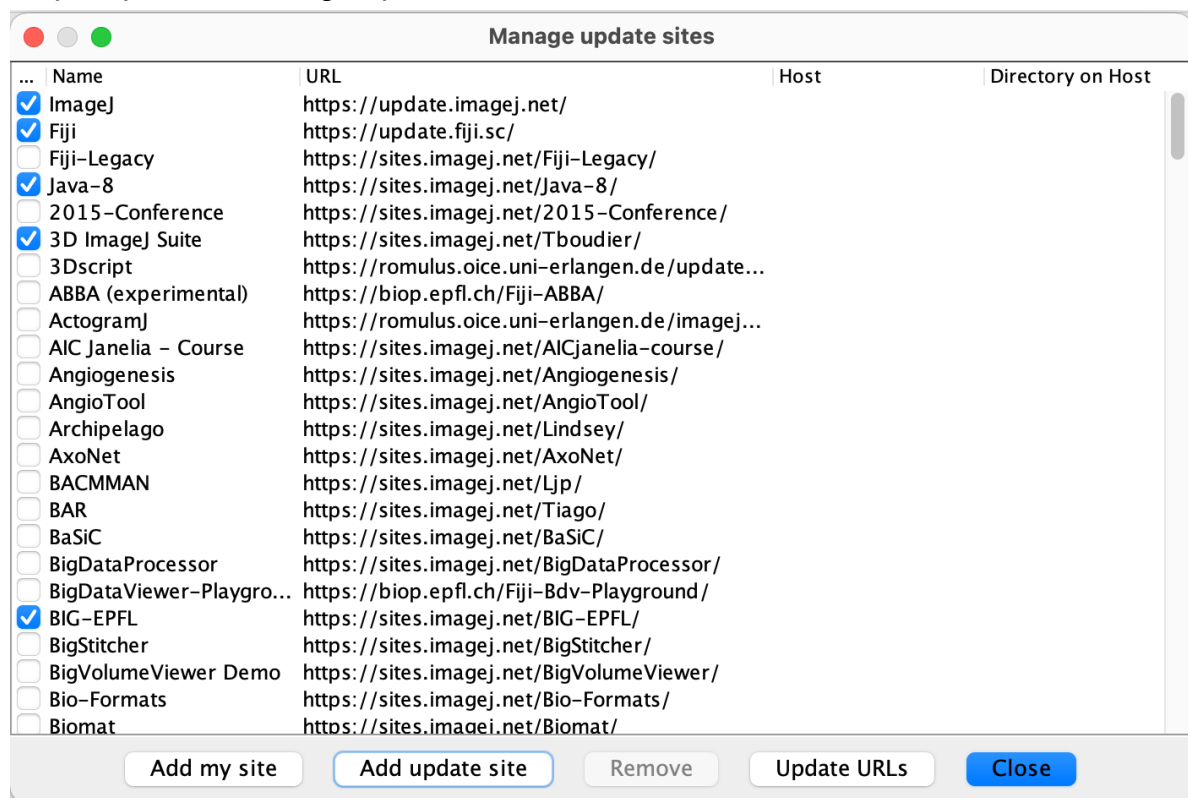 Manage update sites
... Name URL Host Directory on Host
ImageJ https://update.imagej.net/
Fiji https://update.fiji.sc/
Fiji-Legacy https://sites.imagej.net/Fiji-Legacy/
Java-8 https://sites.imagej.net/Java-8/
2015-Conference https://sites.imagej.net/2015-Conference/
3D ImageJ Suite https://sites.imagej.net/Tboudier/
3Dscript https://romulus.oice.uni-erlangen.de/update...
ABBA (experimental) https://biop.epfl.ch/Fiji-ABBA/
ActogramJ https://romulus.oice.uni-erlangen.de/imagej...
AIC Janelia - Course https://sites.imagej.net/AICjanelia-course/
Angiogenesis https://sites.imagej.net/Angiogenesis/
AngioTool https://sites.imagej.net/AngioTool/
Archipelago https://sites.imagej.net/Lindsey/
AxoNet https://sites.imagej.net/AxoNet/
BACMMAN https://sites.imagej.net/Ljp/
BAR https://sites.imagej.net/Tiago/
BaSiC https://sites.imagej.net/BaSiC/
BigDataProcessor https://sites.imagej.net/BigDataProcessor/
BigDataViewer-Playgro... https://biop.epfl.ch/Fiji-Bdv-Playground/
BIG-EPFL https://sites.imagej.net/BIG-EPFL/
BigStitcher https://sites.imagej.net/BigStitcher/
BigVolumeViewer Demo https://sites.imagej.net/BigVolumeViewer/
Bio-Formats https://sites.imagej.net/Bio-Formats/
Biomat https://sites.imagej.net/Biomat/
Add my site Add update site Remove Update URLs Close